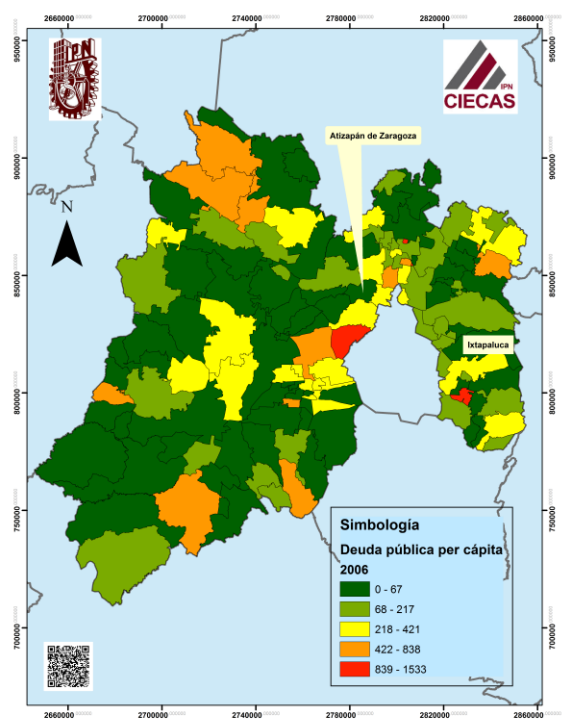 2660000 2700000 2740000 2780000 2820000 2860000
950000 950000
IPN
IPN
CIECAS
Atizapán de Zaragoza
900000 900000
N
850000 850000
Ixtapaluca
800000 800000
750000 750000
Simbología
Deuda pública per cápita
2006
0 - 67
68 - 217
218 - 421
422 - 838
839 - 1533
700000 700000
2660000 2700000 2740000 2780000 2820000 2860000